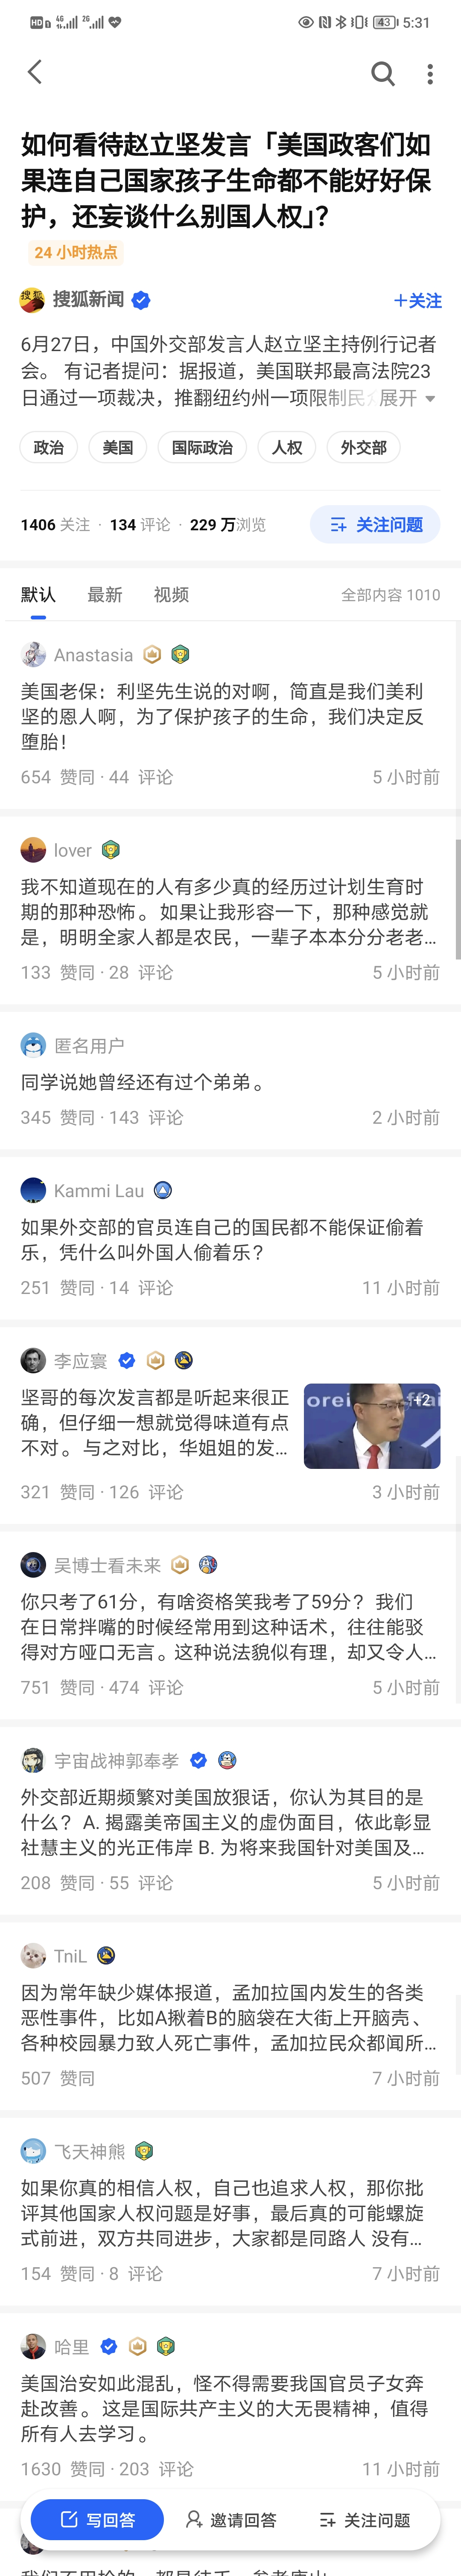 HD 4G 2G 43 5:31
如何看待赵立坚发言「美国政客们如
果连自己国家孩子生命都不能好好保
护，还妄谈什么别国人权」？
24 小时热点
搜狐新闻 +关注
6月27日，中国外交部发言人赵立坚主持例行记者
会。 有记者提问：据报道，美国联邦最高法院23
日通过一项裁决，推翻纽约州一项限制民 展开
政治 美国 国际政治 人权 外交部
1406 关注 · 134 评论 · 229 万浏览 关注问题
默认 最新 视频 全部内容 1010
Anastasia
美国老保：利坚先生说的对啊，简直是我们美利
坚的恩人啊，为了保护孩子的生命，我们决定反
堕胎！
654 赞同 · 44 评论 5 小时前
lover
我不知道现在的人有多少真的经历过计划生育时
期的那种恐怖。 如果让我形容一下，那种感觉就
是，明明全家人都是农民，一辈子本本分分老老...
133 赞同 · 28 评论 5 小时前
匿名用户
同学说她曾经还有过个弟弟。
345 赞同 · 143 评论 2 小时前
Kammi Lau
如果外交部的官员连自己的国民都不能保证偷着
乐，凭什么叫外国人偷着乐？
251 赞同 · 14 评论 11 小时前
李应寰
坚哥的每次发言都是听起来很正
确，但仔细一想就觉得味道有点
不对。 与之对比，华姐姐的发...
oreign Affairs +2
321 赞同 · 126 评论 3 小时前
吴博士看未来
你只考了61分，有啥资格笑我考了59分？ 我们
在日常拌嘴的时候经常用到这种话术，往往能驳
得对方哑口无言。这种说法貌似有理，却又令人...
751 赞同 · 474 评论 5 小时前
宇宙战神郭奉孝
外交部近期频繁对美国放狠话，你认为其目的是
什么？ A. 揭露美帝国主义的虚伪面目，依此彰显
社慧主义的光正伟岸 B. 为将来我国针对美国及...
208 赞同 · 55 评论 5 小时前
TniL
因为常年缺少媒体报道，孟加拉国内发生的各类
恶性事件，比如A揪着B的脑袋在大街上开脑壳、
各种校园暴力致人死亡事件，孟加拉民众都闻所...
507 赞同 7 小时前
飞天神熊
如果你真的相信人权，自己也追求人权，那你批
评其他国家人权问题是好事，最后真的可能螺旋
式前进，双方共同进步，大家都是同路人 没有...
154 赞同 · 8 评论 7 小时前
哈里
美国治安如此混乱，怪不得需要我国官员子女奔
赴改善。 这是国际共产主义的大无畏精神，值得
所有人去学习。
1630 赞同 · 203 评论 11 小时前
写回答 邀请回答 关注问题